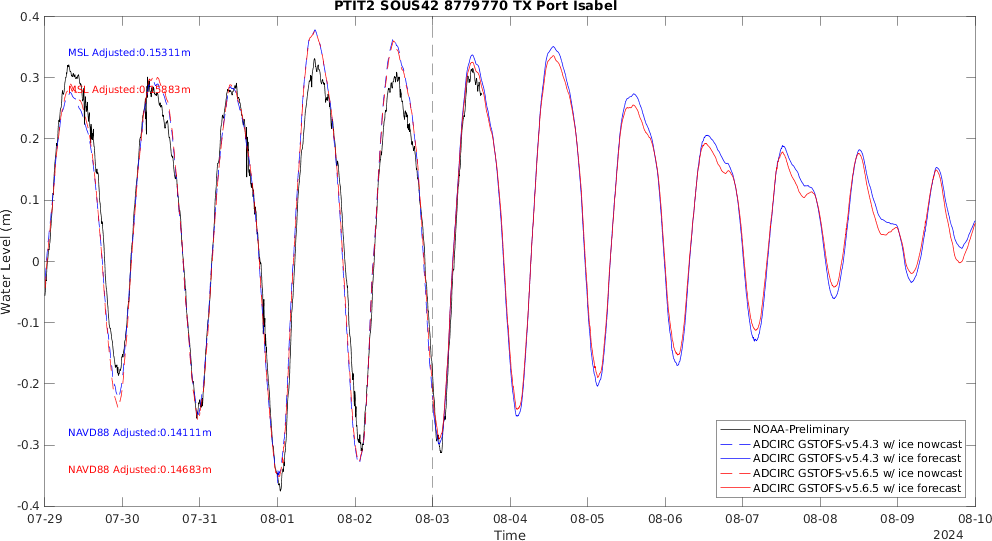 PTIT2 SOUS42 8779770 TX Port Isabel
0.4
0.3
0.2
0.1
0
-0.1
-0.2
-0.3
-0.4
Water Level (m)
MSL Adjusted:0.15311m
MSL Adjusted:0.15883m
NAVD88 Adjusted:0.14111m
NAVD88 Adjusted:0.14683m
NOAA-Preliminary
ADCIRC GSTOFS-v5.4.3 w/ ice nowcast
ADCIRC GSTOFS-v5.4.3 w/ ice forecast
ADCIRC GSTOFS-v5.6.5 w/ ice nowcast
ADCIRC GSTOFS-v5.6.5 w/ ice forecast
07-29 07-30 07-31 08-01 08-02 08-03 08-04 08-05 08-06 08-07 08-08 08-09 08-10
Time
2024